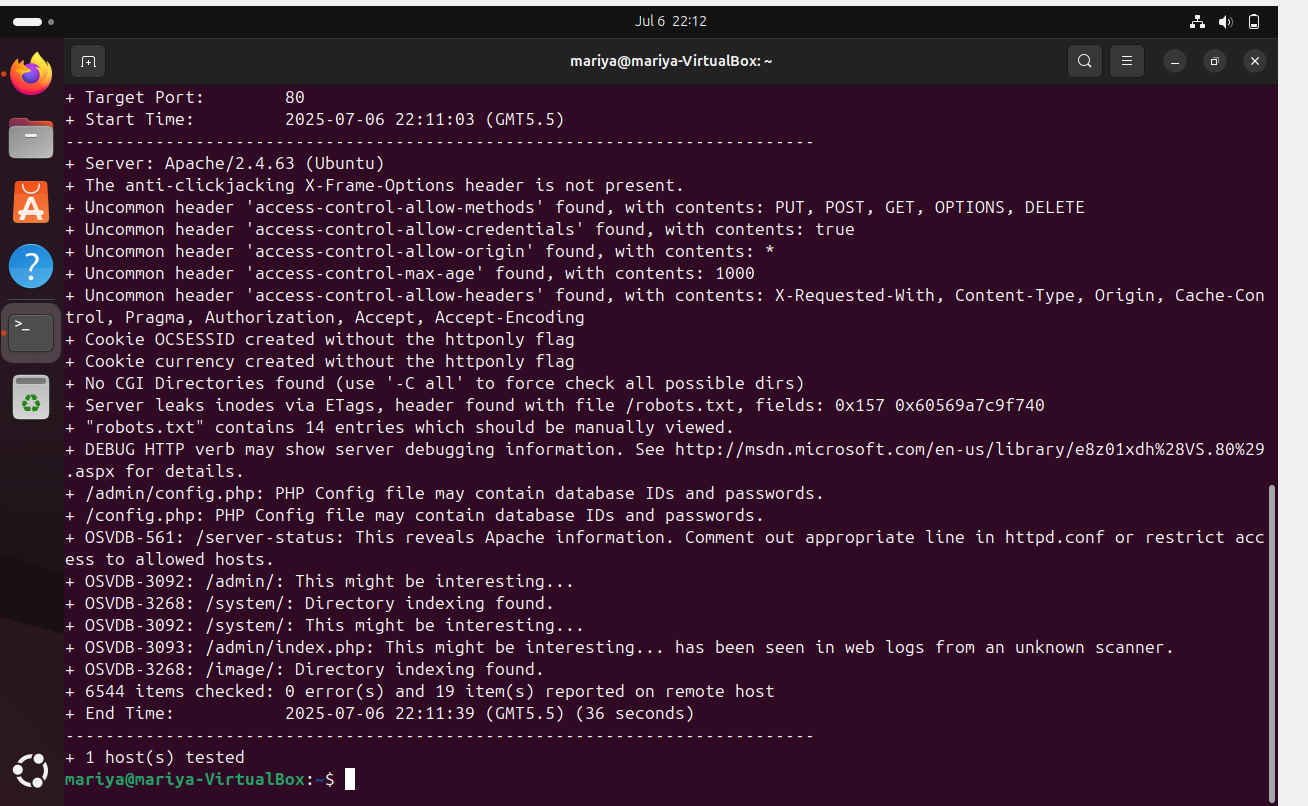 Jul 6 22:12
mariya@mariya-VirtualBox: ~
+ Target Port: 80
+ Start Time: 2025-07-06 22:11:03 (GMT5.5)
---------------------------------------------------------------------------
+ Server: Apache/2.4.63 (Ubuntu)
+ The anti-clickjacking X-Frame-Options header is not present.
+ Uncommon header 'access-control-allow-methods' found, with contents: PUT, POST, GET, OPTIONS, DELETE
+ Uncommon header 'access-control-allow-credentials' found, with contents: true
+ Uncommon header 'access-control-allow-origin' found, with contents: *
+ Uncommon header 'access-control-max-age' found, with contents: 1000
+ Uncommon header 'access-control-allow-headers' found, with contents: X-Requested-With, Content-Type, Origin, Cache-Con
trol, Pragma, Authorization, Accept, Accept-Encoding
+ Cookie OCSESSID created without the httponly flag
+ Cookie currency created without the httponly flag
+ No CGI Directories found (use '-C all' to force check all possible dirs)
+ Server leaks inodes via ETags, header found with file /robots.txt, fields: 0x157 0x60569a7c9f740
+ "robots.txt" contains 14 entries which should be manually viewed.
+ DEBUG HTTP verb may show server debugging information. See http://msdn.microsoft.com/en-us/library/e8z01xdh%28VS.80%29
.aspx for details.
+ /admin/config.php: PHP Config file may contain database IDs and passwords.
+ /config.php: PHP Config file may contain database IDs and passwords.
+ OSVDB-561: /server-status: This reveals Apache information. Comment out appropriate line in httpd.conf or restrict acc
ess to allowed hosts.
+ OSVDB-3092: /admin/: This might be interesting...
+ OSVDB-3268: /system/: Directory indexing found.
+ OSVDB-3092: /system/: This might be interesting...
+ OSVDB-3093: /admin/index.php: This might be interesting... has been seen in web logs from an unknown scanner.
+ OSVDB-3268: /image/: Directory indexing found.
+ 6544 items checked: 0 error(s) and 19 item(s) reported on remote host
+ End Time: 2025-07-06 22:11:39 (GMT5.5) (36 seconds)
---------------------------------------------------------------------------
+ 1 host(s) tested
mariya@mariya-VirtualBox:~$